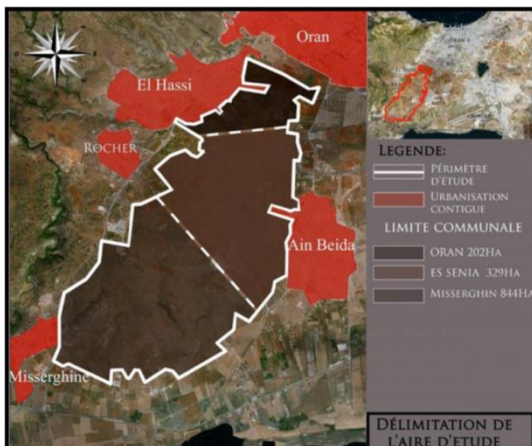 Oran
El Hassi
ROCHER
Ain Beida
Misserghine
LEGENDE:
PÉRIMÈTRE
D'ÉTUDE
URBANISATION
CONTIGUE
LIMITE COMMUNALE
ORAN 202HA
ES SENIA 329HA
MISSERGHIN 844HA
DÉLIMITATION DE
L'AIRE D'ETUDE